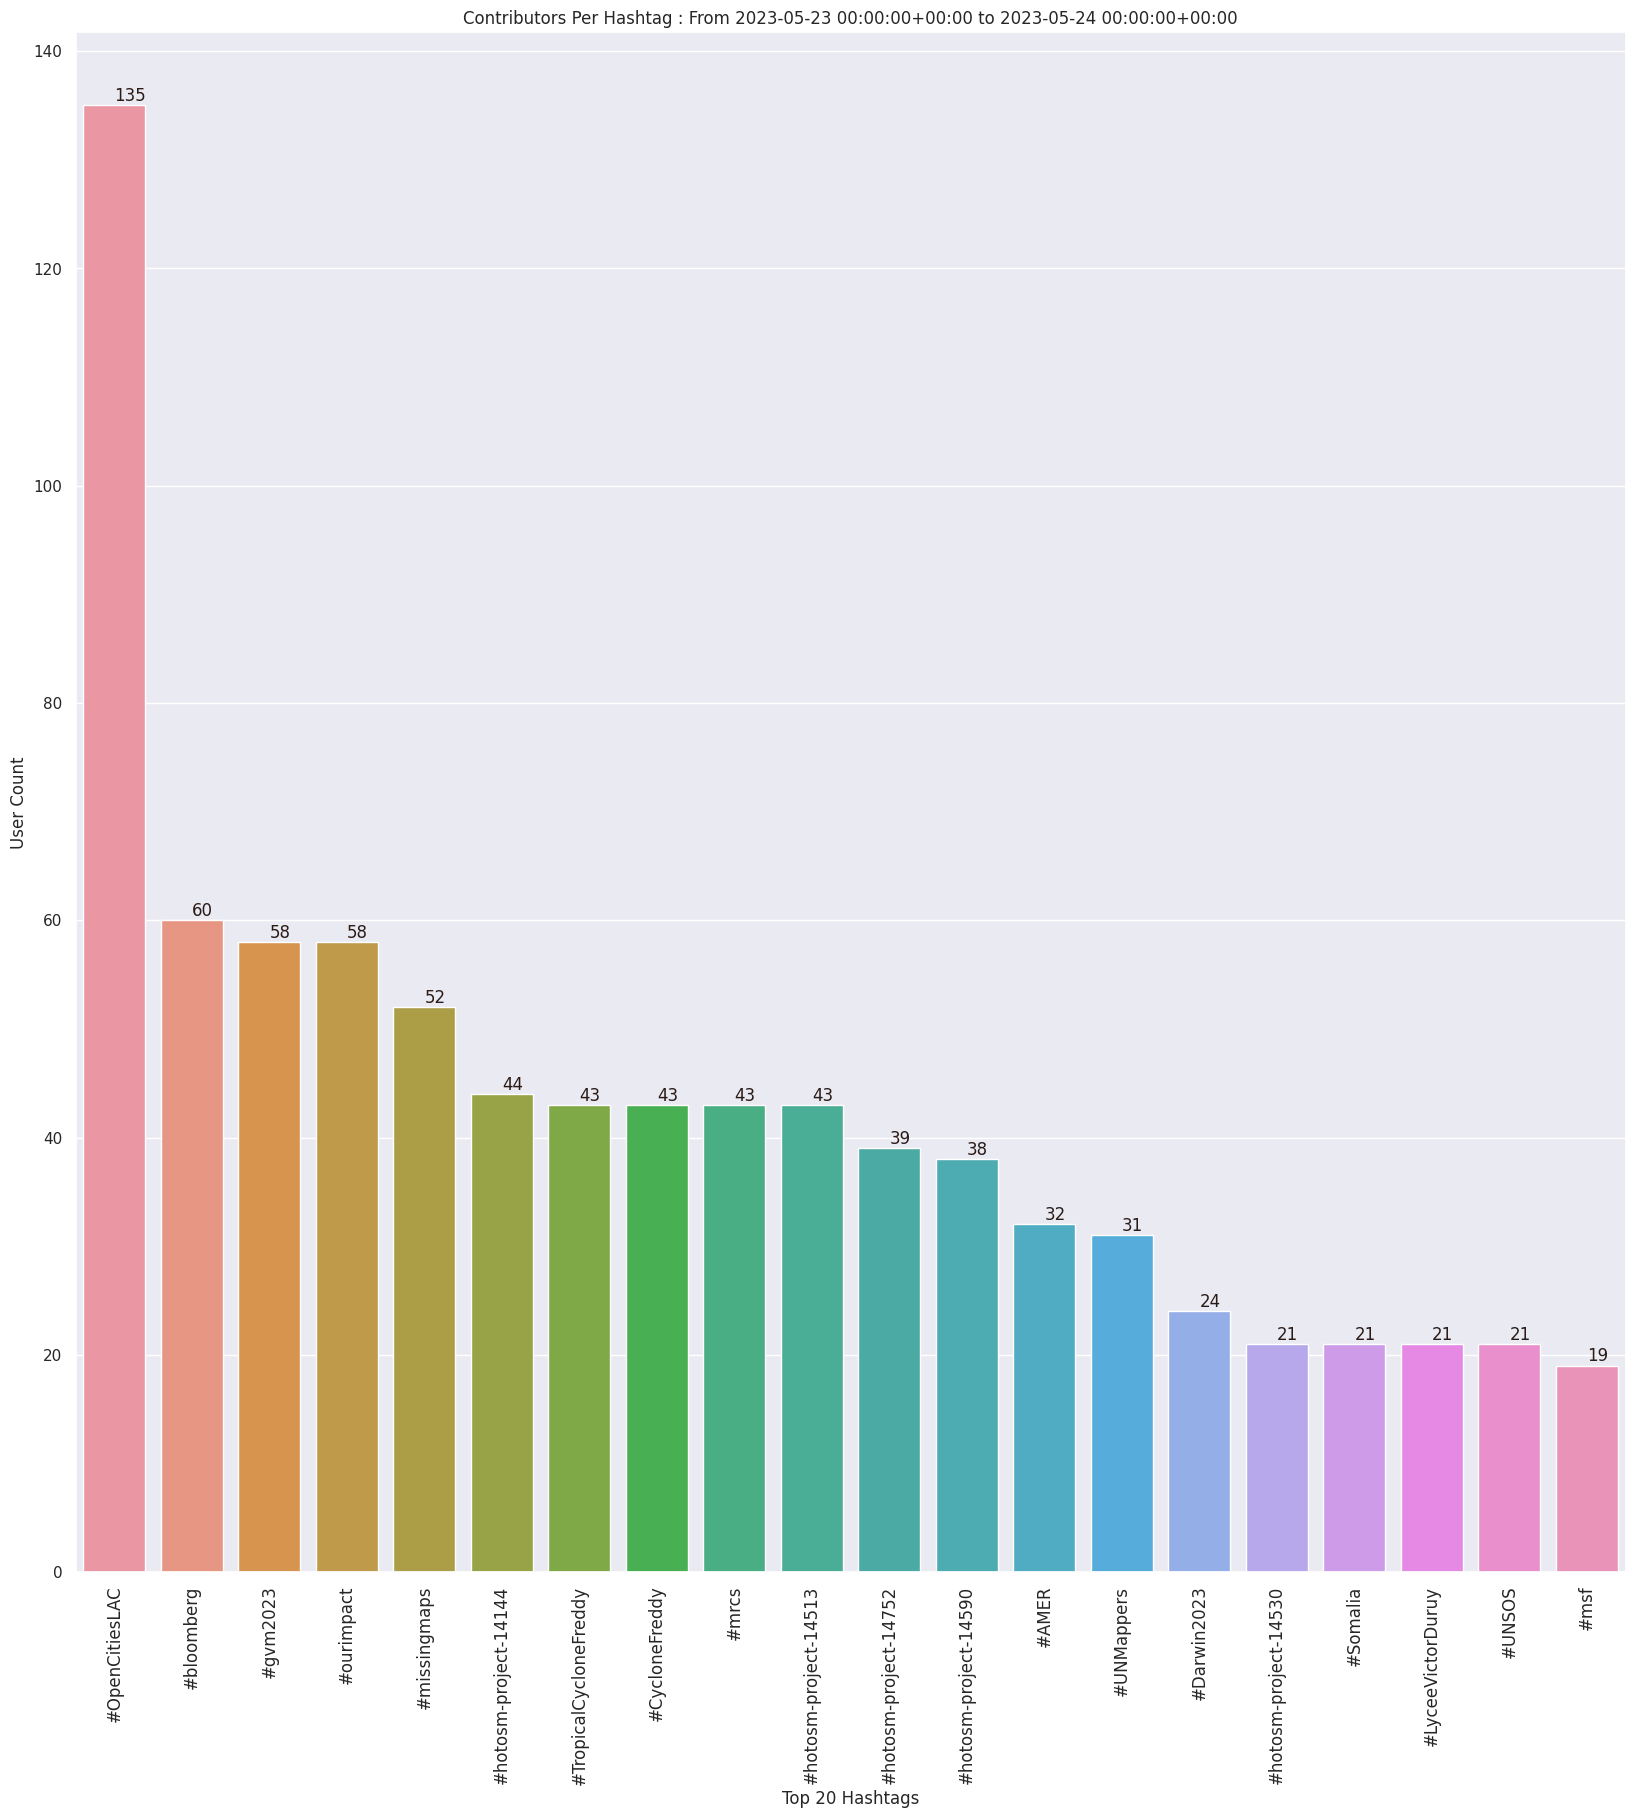 Contributors Per Hashtag : From 2023-05-23 00:00:00+00:00 to 2023-05-24 00:00:00+00:00
140
120
100
80
60
40
20
0
User Count
135
60
58
58
52
44
43
43
43
43
39
38
32
31
24
21
21
21
21
19
#OpenCitiesLAC
#bloomberg
#gvm2023
#ourimpact
#missingmaps
#hotosm-project-14144
#TropicalCycloneFreddy
#CycloneFreddy
#mrcs
#hotosm-project-14513
#hotosm-project-14752
#hotosm-project-14590
#AMER
#UNMappers
#Darwin2023
#hotosm-project-14530
#Somalia
#LyceeVictorDuruy
#UNSOS
#msf
Top 20 Hashtags